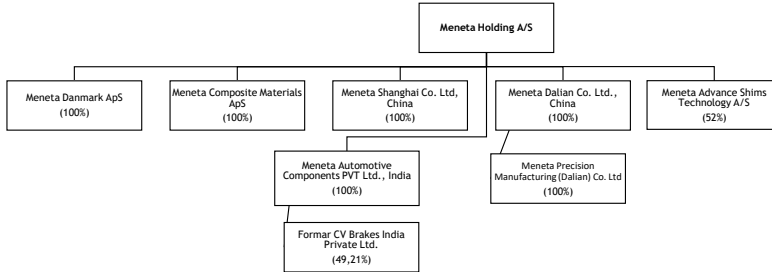 Meneta Holding A/S
Meneta Danmark ApS
(100%)
Meneta Composite Materials
ApS
(100%)
Meneta Shanghai Co. Ltd,
China
(100%)
Meneta Dalian Co. Ltd.,
China
(100%)
Meneta Advance Shims
Technology A/S
(52%)
Meneta Automotive
Components PVT Ltd., India
(100%)
Meneta Precision
Manufacturing (Dalian) Co. Ltd
(100%)
Formar CV Brakes India
Private Ltd.
(49,21%)